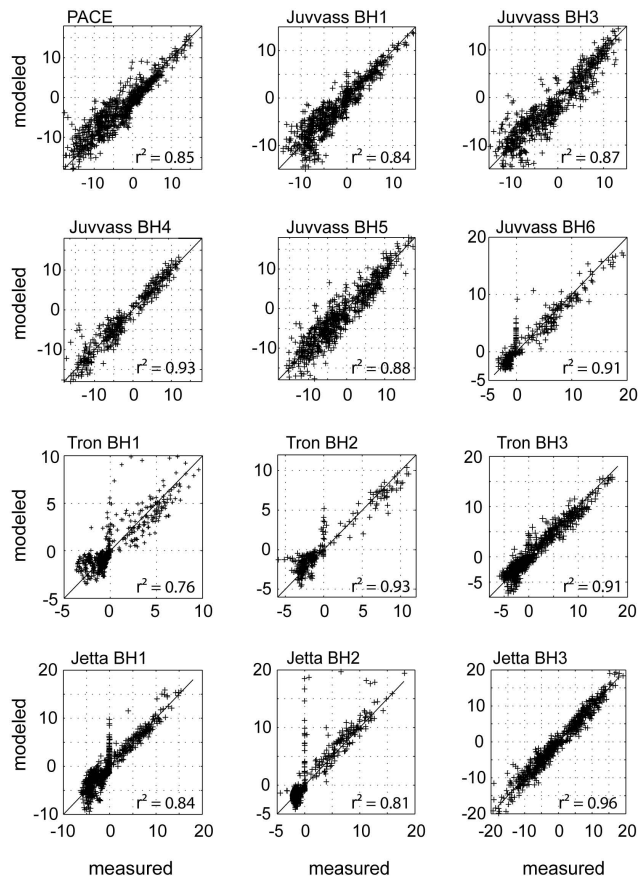 PACE
Juvvass BH1
Juvvass BH3
modeled
10
0
-10
10
0
-10
10
0
-10
r² = 0.85
r² = 0.84
r² = 0.87
-10 0 10
-10 0 10
-10 0 10
Juvvass BH4
Juvvass BH5
Juvvass BH6
modeled
10
0
-10
10
0
-10
20
10
0
-5
r² = 0.93
r² = 0.88
r² = 0.91
-10 0 10
-10 0 10
-5 0 10 20
Tron BH1
Tron BH2
Tron BH3
modeled
10
5
0
-5
10
5
0
-5
20
10
0
-5
r² = 0.76
r² = 0.93
r² = 0.91
-5 0 5 10
-5 0 5 10
-5 0 10 20
Jetta BH1
Jetta BH2
Jetta BH3
modeled
20
10
0
-10
20
10
0
-5
20
10
0
-10
-20
r² = 0.84
r² = 0.81
r² = 0.96
-10 0 10 20
-5 0 10 20
-20 -10 0 10 20
measured
measured
measured